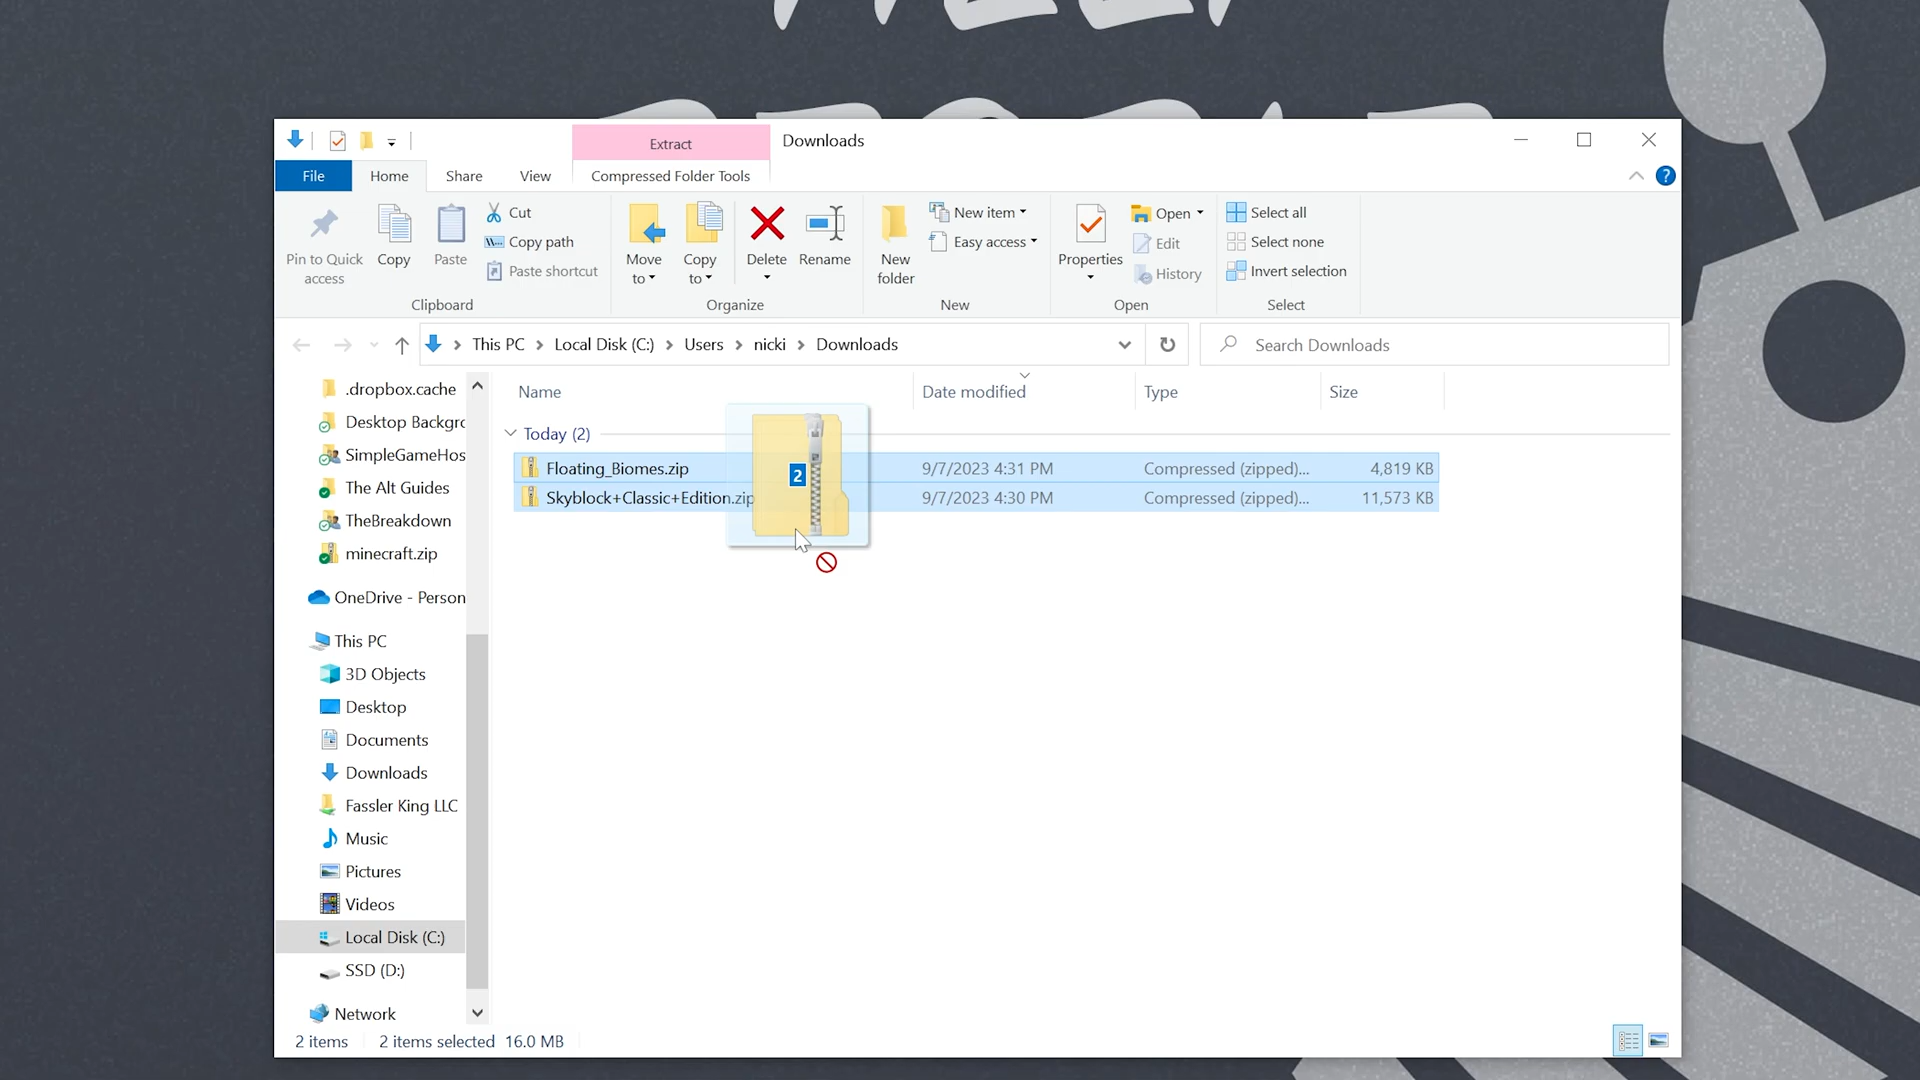 Extract
Downloads
File
Home
Share
View
Compressed Folder Tools
Pin to Quick access
Copy
Paste
Cut
Copy path
Paste shortcut
Clipboard
Move to
Copy to
Delete
Rename
Organize
New folder
New item
Easy access
New
Properties
Open
Edit
History
Open
Select all
Select none
Invert selection
Select
This PC > Local Disk (C:) > Users > nicki > Downloads
Search Downloads
.dropbox.cache
Desktop Backgro
SimpleGameHos
The Alt Guides
TheBreakdown
minecraft.zip
OneDrive - Person
This PC
3D Objects
Desktop
Documents
Downloads
Fassler King LLC
Music
Pictures
Videos
Local Disk (C:)
SSD (D:)
Network
Name Date modified Type Size
Today (2)
Floating_Biomes.zip 9/7/2023 4:31 PM Compressed (zipped)... 4,819 KB
Skyblock+Classic+Edition.zip 9/7/2023 4:30 PM Compressed (zipped)... 11,573 KB
2
2 items 2 items selected 16.0 MB